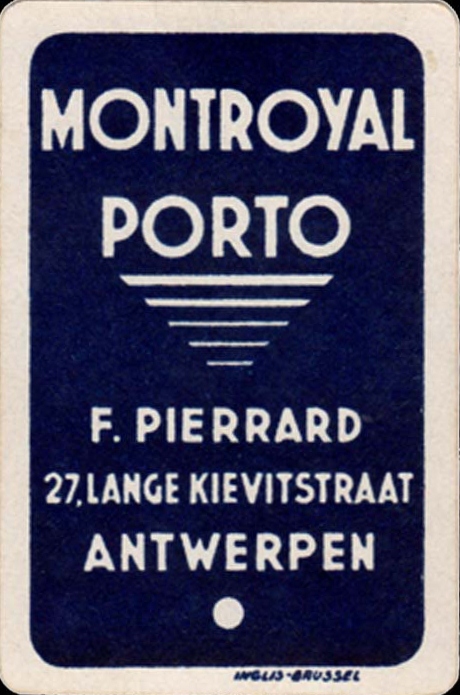 MONTROYAL
PORTO
F. PIERRARD
27, LANGE KIEVITSTRAAT
ANTWERPEN
INGLIS-BRUSSEL